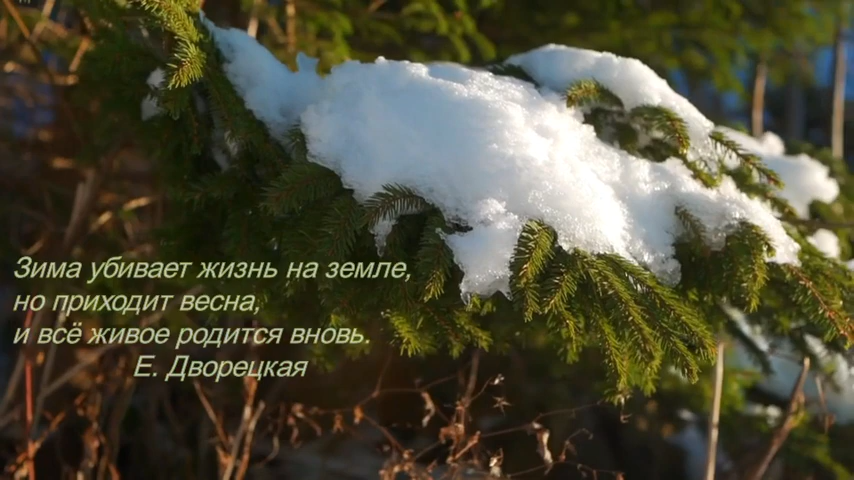 Зима убивает жизнь на земле,
но приходит весна,
и всё живое родится вновь.
Е. Дворецкая